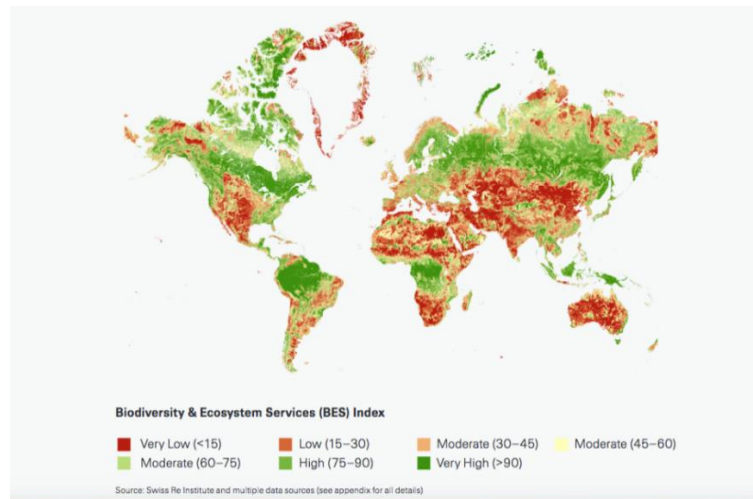 Biodiversity & Ecosystem Services (BES) Index
Very Low (<15) Low (15–30) Moderate (30–45) Moderate (45–60)
Moderate (60–75) High (75–90) Very High (>90)
Source: Swiss Re Institute and multiple data sources (see appendix for all details)